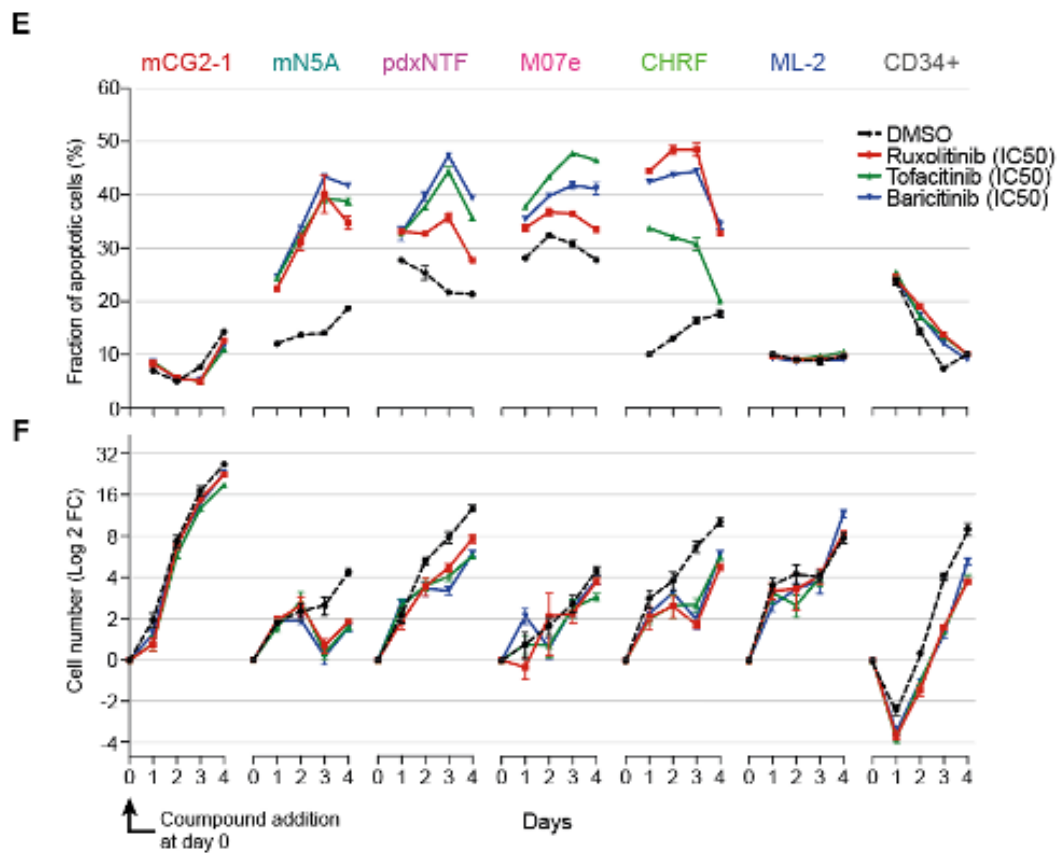 E
mCG2-1 mN5A pdxNTF M07e CHRF ML-2 CD34+
Fraction of apoptotic cells (%)
60
50
40
30
20
10
0
DMSO
Ruxolitinib (IC50)
Tofacitinib (IC50)
Baricitinib (IC50)
F
Cell number (Log 2 FC)
32
16
8
4
2
0
-2
-4
0 1 2 3 4 0 1 2 3 4 0 1 2 3 4 0 1 2 3 4 0 1 2 3 4 0 1 2 3 4 0 1 2 3 4
Coumpound addition
at day 0
Days